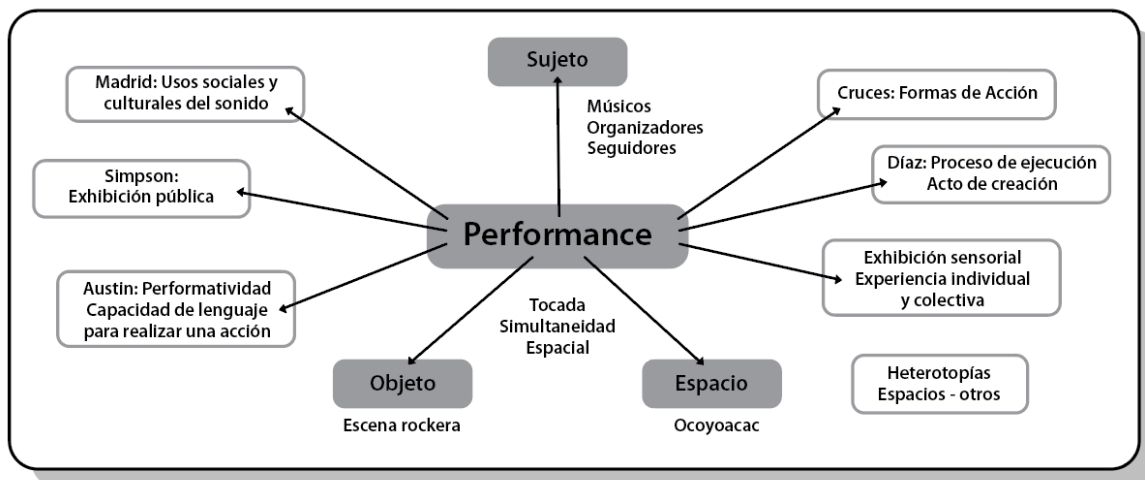 Sujeto
Madrid: Usos sociales y
culturales del sonido
Músicos
Organizadores
Seguidores
Cruces: Formas de Acción
Simpson:
Exhibición pública
Díaz: Proceso de ejecución
Acto de creación
Performance
Austin: Performatividad
Capacidad de lenguaje
para realizar una acción
Exhibición sensorial
Experiencia individual
y colectiva
Tocada
Simultaneidad
Espacial
Objeto
Escena rockera
Espacio
Ocoyoacac
Heterotopías
Espacios - otros